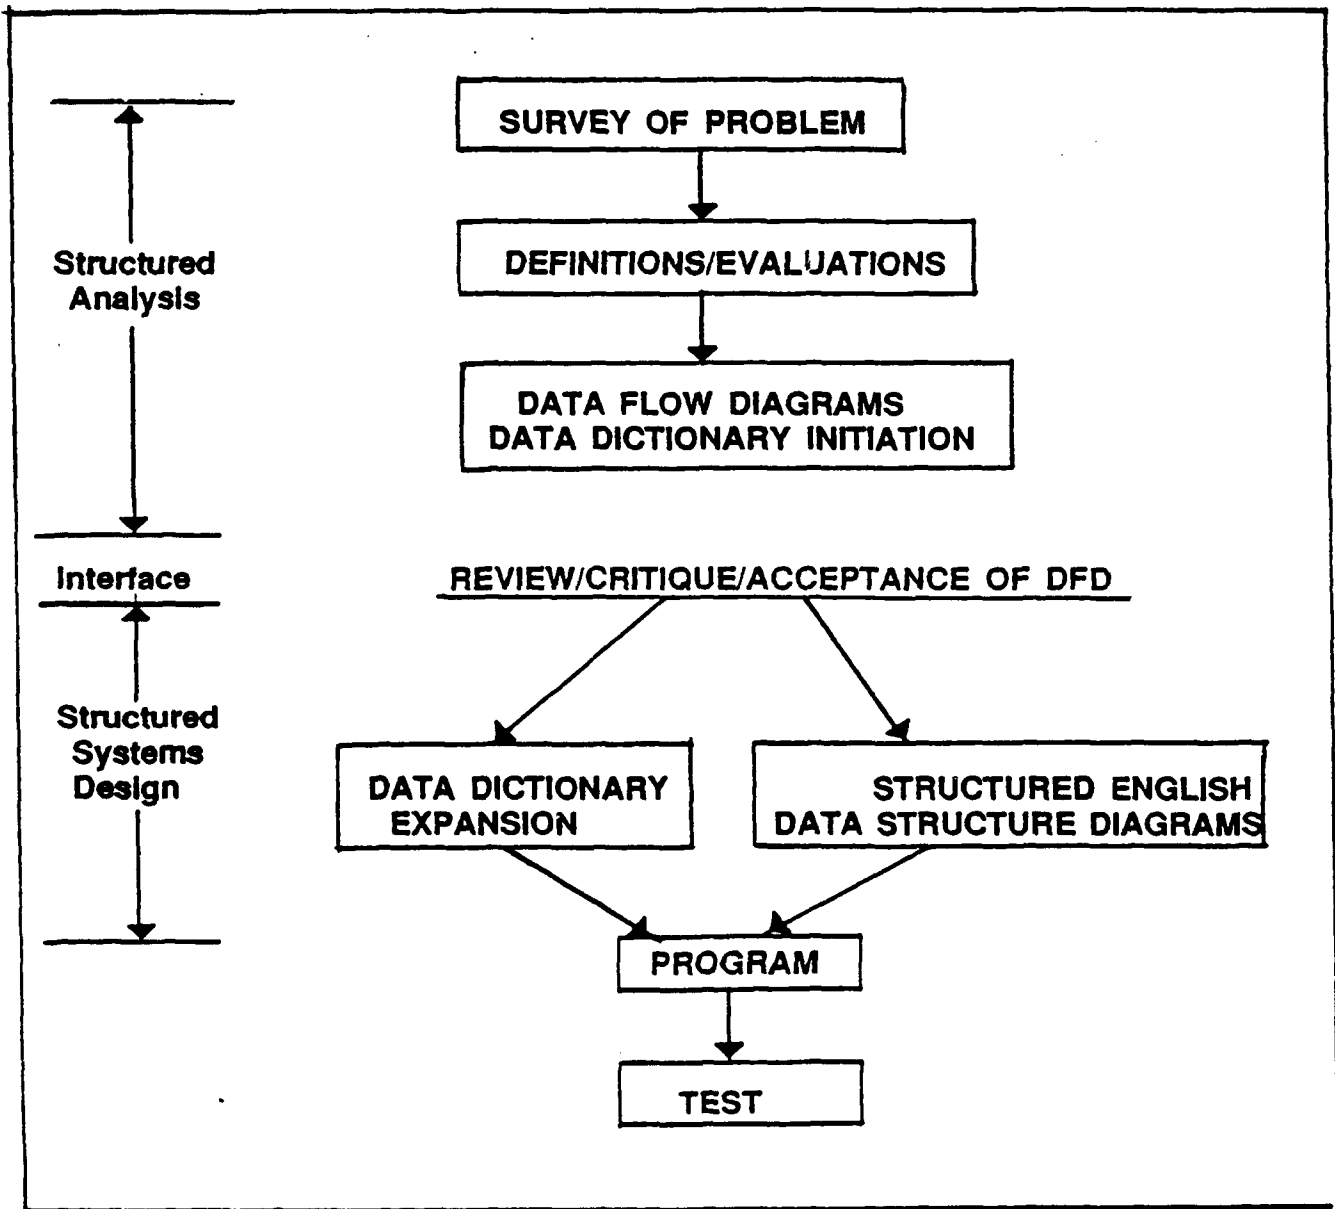 SURVEY OF PROBLEM
DEFINITIONS/EVALUATIONS
Structured
Analysis
DATA FLOW DIAGRAMS
DATA DICTIONARY INITIATION
Interface
REVIEW/CRITIQUE/ACCEPTANCE OF DFD
Structured
Systems
Design
DATA DICTIONARY
EXPANSION
STRUCTURED ENGLISH
DATA STRUCTURE DIAGRAMS
PROGRAM
TEST